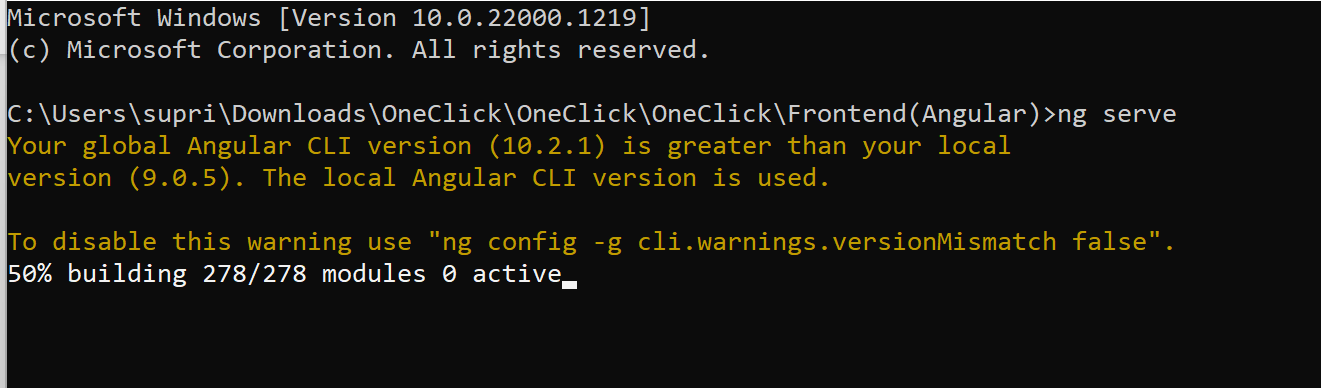 Microsoft Windows [Version 10.0.22000.1219]
(c) Microsoft Corporation. All rights reserved.
C:\Users\supri\Downloads\OneClick\OneClick\OneClick\Frontend(Angular)>ng serve
Your global Angular CLI version (10.2.1) is greater than your local
version (9.0.5). The local Angular CLI version is used.
To disable this warning use "ng config -g cli.warnings.versionMismatch false".
50% building 278/278 modules 0 active